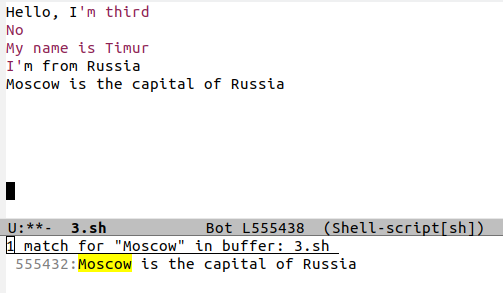 Hello, I'm third
No
My name is Timur
I'm from Russia
Moscow is the capital of Russia
U:**-  3.sh           Bot L555438  (Shell-script[sh])
1 match for "Moscow" in buffer: 3.sh
555432:Moscow is the capital of Russia